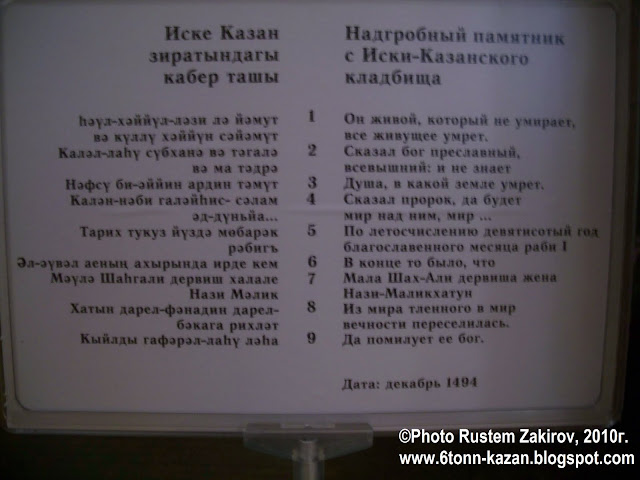 Иске Казан
зиратындагы
кабер ташы
Һәүл-хәййүл-ләзи лә йәмут
вә күллү хәййүн сәйәмүт
Каләл-лаһү сүбханә вә тәгалә
вә ма тәдрә
Нәфсү би-әййин ардин тәмүт
Калән-нәби галәйһис- сәлам
әд-дүньйа...
Тарих тукуз йүздә мөбарәк
рәбигъ
Әл-әүвәл аеның ахырында ирде кем
Мәүлә Шаһгали дервиш халале
Нази Мәлик
Хатын дарел-фәнадин дарел-
бәкага рихләт
Кыйлды гафәрәл-лаһү ләһа
1
2
3
4
5
6
7
8
9
Надгробный памятник
с Иски-Казанского
кладбища
Он живой, который не умирает,
все живущее умрет.
Сказал бог преславный,
всевышний: и не знает
Душа, в какой земле умрет.
Сказал пророк, да будет
мир над ним, мир ...
По летосчислению девятисотый год
благославенного месяца раби I
В конце то было, что
Мала Шах-Али дервиша жена
Нази-Маликхатун
Из мира тленного в мир
вечности переселилась.
Да помилует ее бог.
Дата: декабрь 1494
©Photo Rustem Zakirov, 2010г.
www.6tonn-kazan.blogspot.com